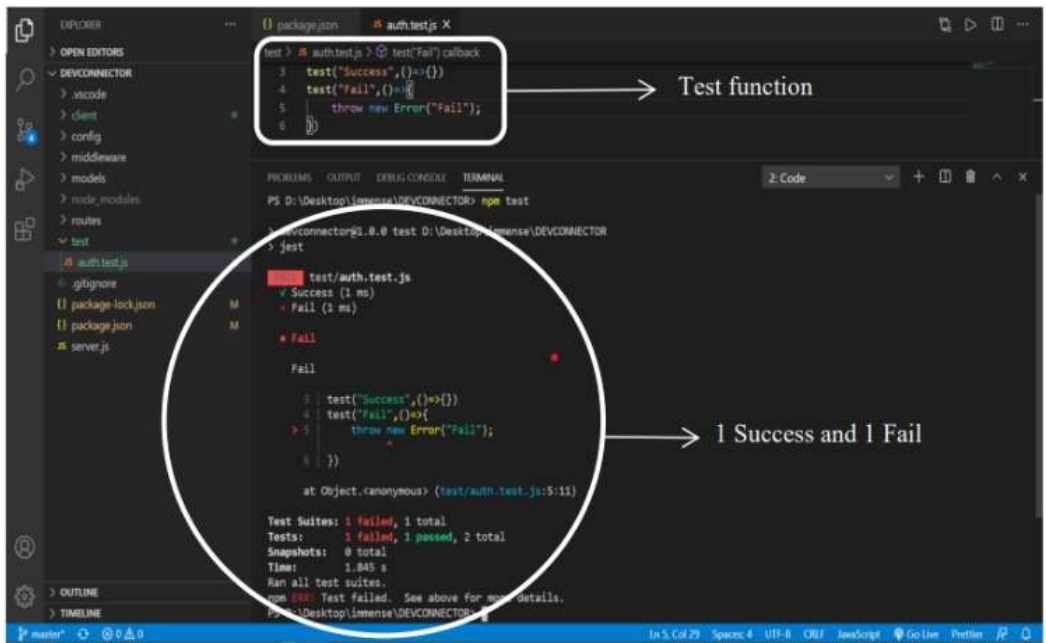 EXPLORER
OPEN EDITORS
DEVCONNECTOR
.vscode
client
config
middleware
models
node_modules
routes
test
JS auth.test.js
.gitignore
{} package-lock.json M
{} package.json M
JS server.js
OUTLINE
TIMELINE
{} package.json JS auth.test.js X
test > JS auth.test.js > test("Fail") callback
3 test("Success",()=>{})
4 test("Fail",()=>{
5 throw new Error("Fail");
6 })
Test function
PROBLEMS OUTPUT DEBUG CONSOLE TERMINAL 2: Code
PS D:\Desktop\immense\DEVCONNECTOR> npm test
> devconnector@1.0.0 test D:\Desktop\immense\DEVCONNECTOR
> jest
FAIL test/auth.test.js
√ Success (1 ms)
× Fail (1 ms)
● Fail
Fail
3 | test("Success",()=>{})
4 | test("Fail",()=>{
> 5 | throw new Error("Fail");
^
6 | })
at Object.<anonymous> (test/auth.test.js:5:11)
1 Success and 1 Fail
Test Suites: 1 failed, 1 total
Tests: 1 failed, 1 passed, 2 total
Snapshots: 0 total
Time: 1.845 s
Ran all test suites.
npm ERR! Test failed. See above for more details.
PS D:\Desktop\immense\DEVCONNECTOR>
master* 0 0 Ln 5, Col 29 Spaces: 4 UTF-8 CRLF JavaScript Go Live Prettier